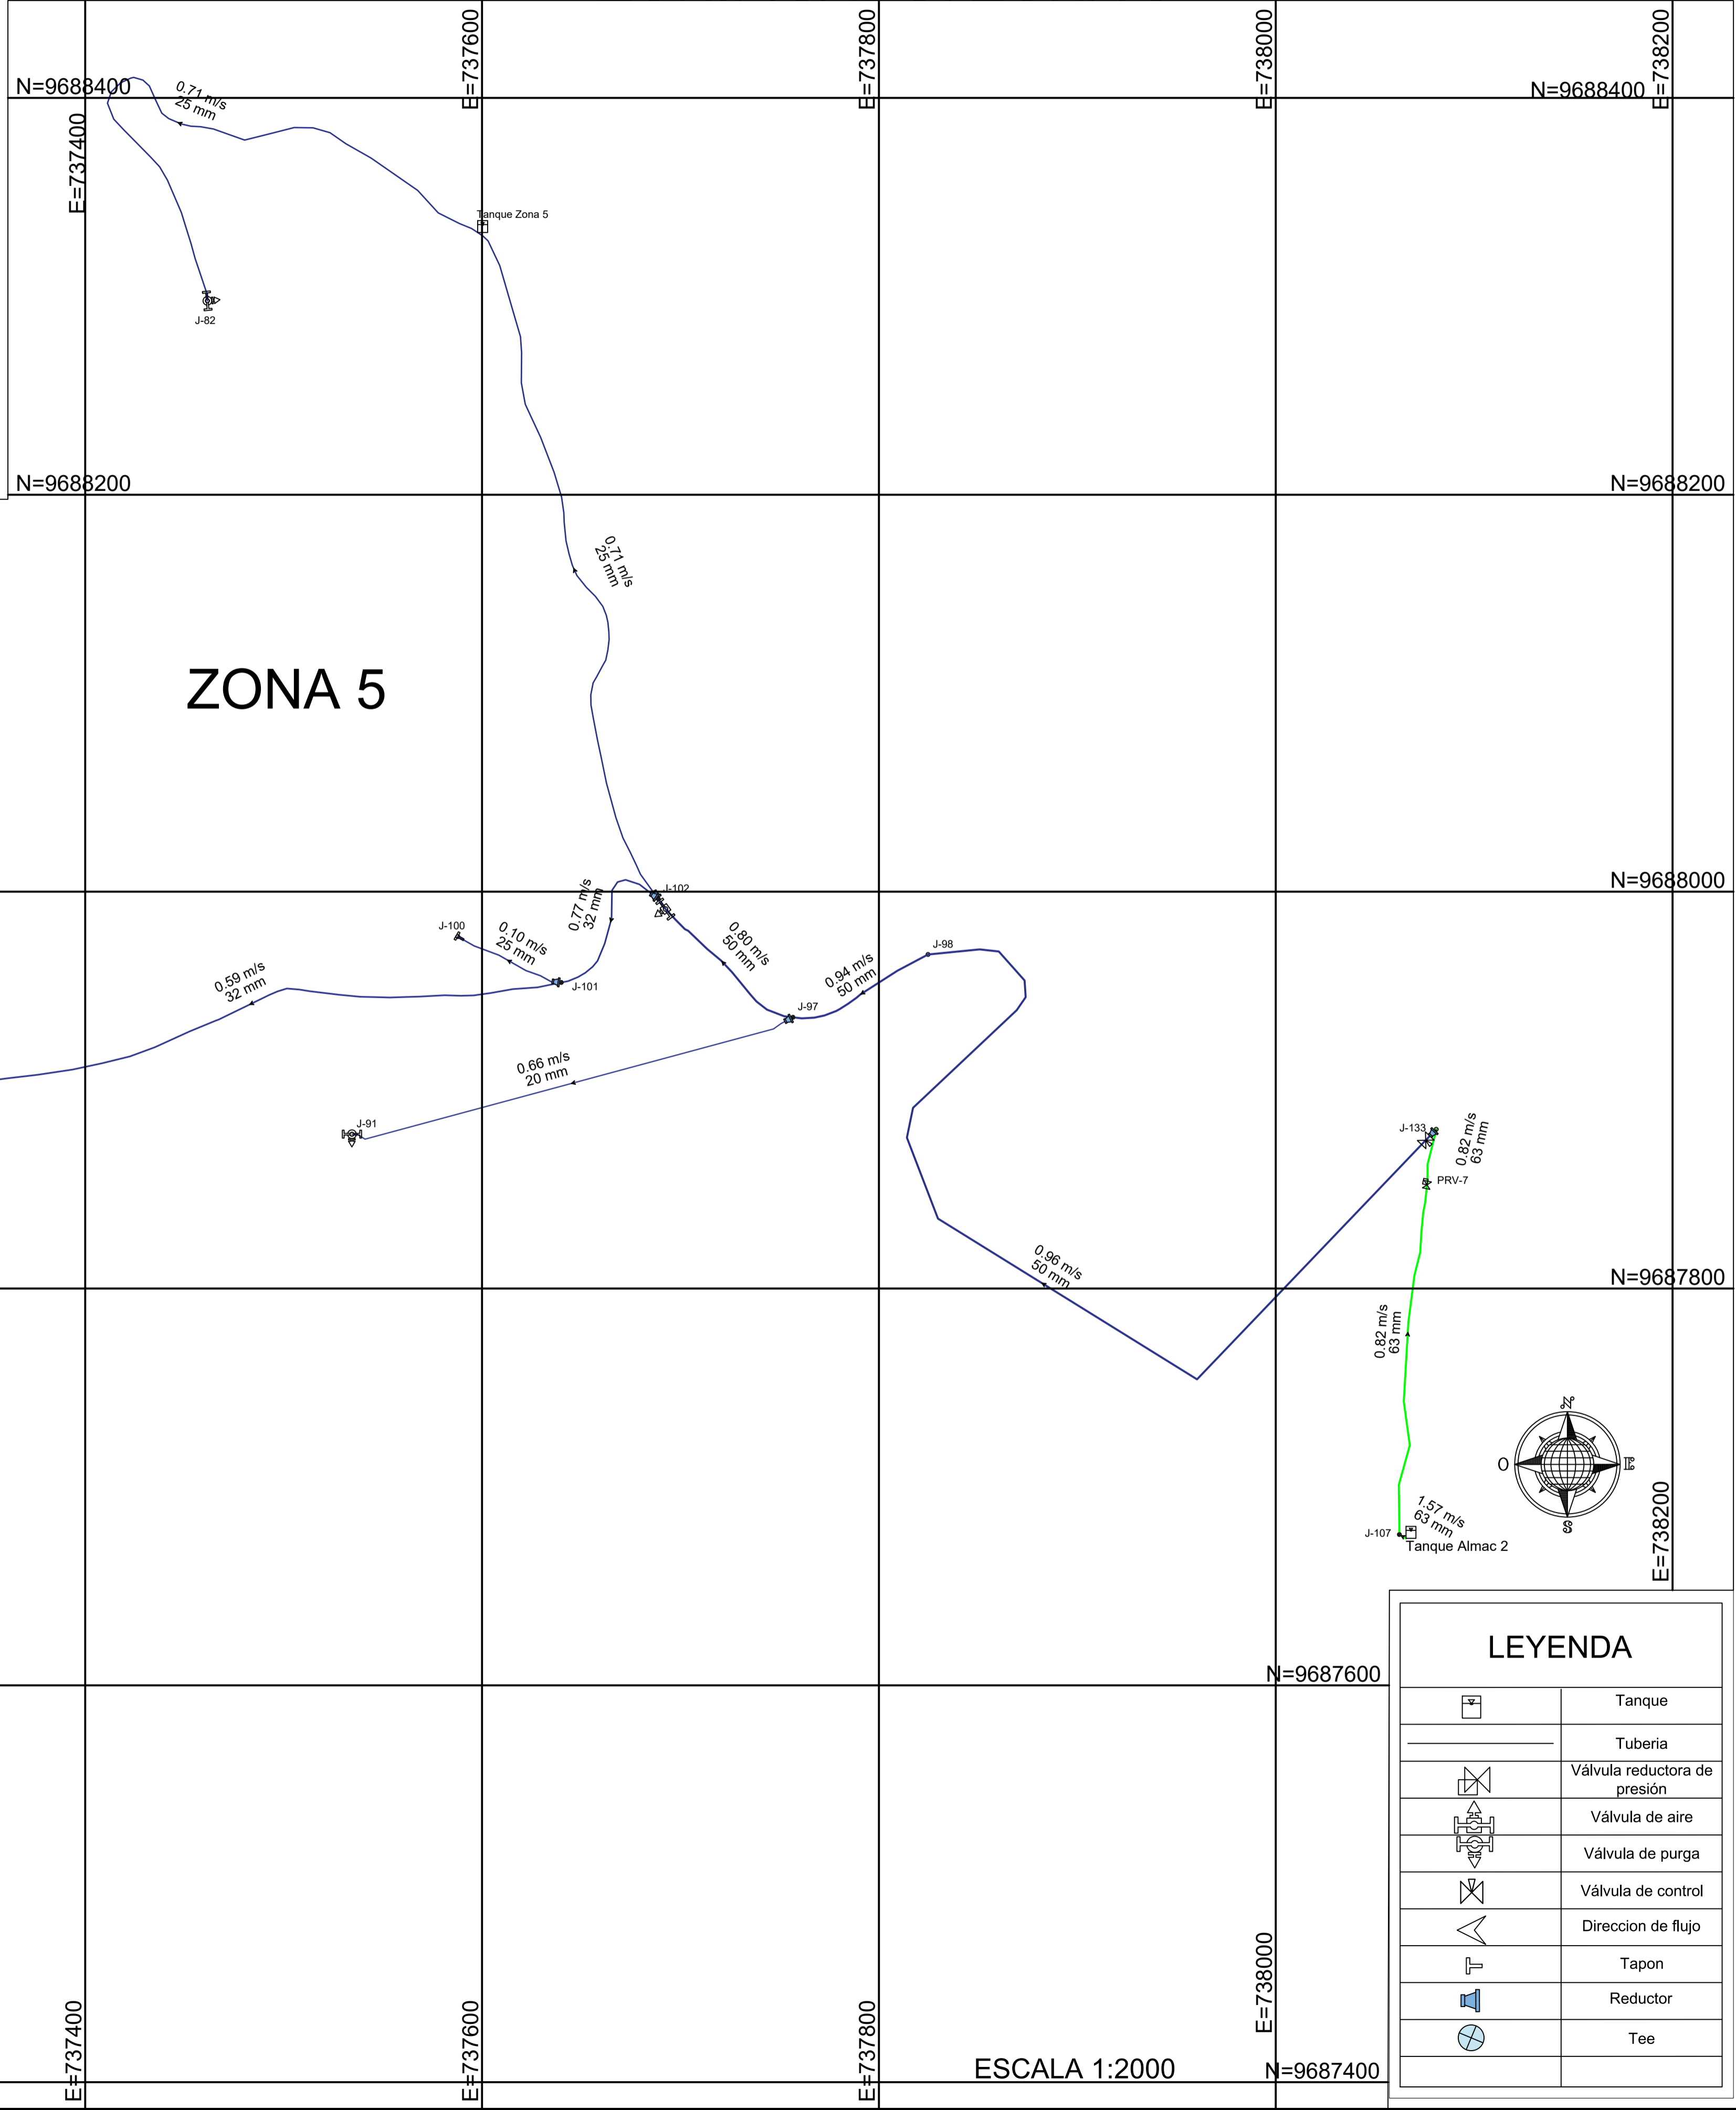 E=737600
E=737800
E=738000
E=738200
N=9688400
N=9688400
E=737400
0.71 m/s
25 mm
Tanque Zona 5
J-82
N=9688200
N=9688200
0.71 m/s
25 mm
ZONA 5
N=9688000
J-102
0.77 m/s
32 mm
J-100
0.10 m/s
25 mm
0.80 m/s
50 mm
J-98
0.94 m/s
50 mm
0.59 m/s
32 mm
J-101
J-97
0.66 m/s
20 mm
J-91
J-133
0.82 m/s
63 mm
PRV-7
0.96 m/s
50 mm
N=9687800
0.82 m/s
63 mm
N
O
E
S
1.57 m/s
63 mm
J-107
Tanque Almac 2
E=738200
LEYENDA
N=9687600
Tanque
Tuberia
Válvula reductora de
presión
Válvula de aire
Válvula de purga
Válvula de control
Direccion de flujo
Tapon
Reductor
Tee
E=737400
E=737600
E=737800
E=738000
ESCALA 1:2000
N=9687400